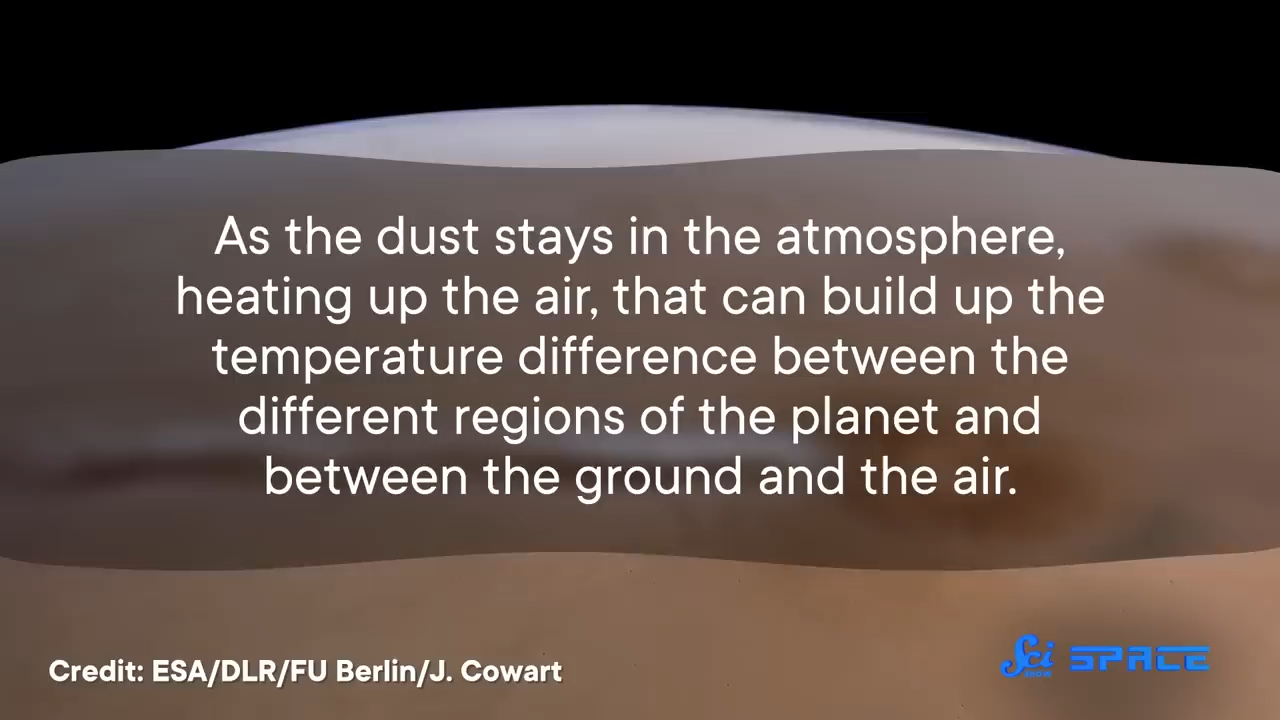 As the dust stays in the atmosphere,
heating up the air, that can build up the
temperature difference between the
different regions of the planet and
between the ground and the air.
Credit: ESA/DLR/FU Berlin/J. Cowart
Sci SHOW SPACE